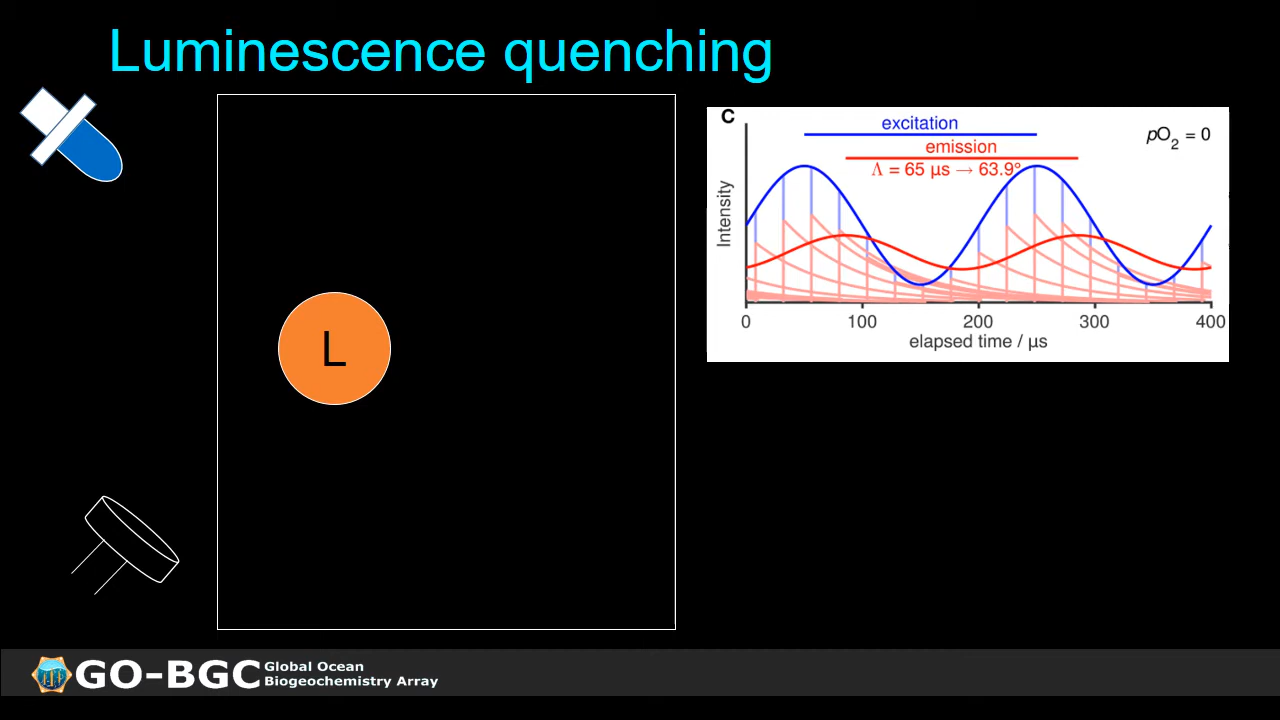 Luminescence quenching
C
excitation
pO2 = 0
emission
Λ = 65 µs → 63.9°
Intensity
L
0 100 200 300 400
elapsed time / µs
GO-BGC
Global Ocean
Biogeochemistry Array